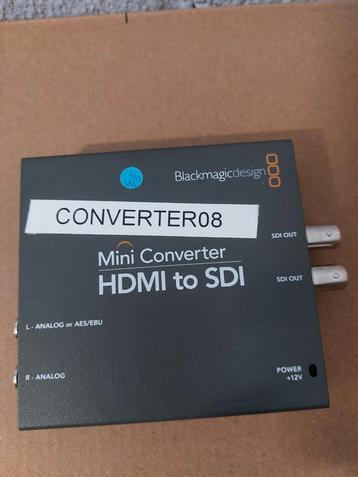 Blackmagicdesign
CONVERTER08
SDI OUT
Mini Converter
HDMI to SDI
SDI OUT
L - ANALOG or AES/EBU
R - ANALOG
POWER
+12V